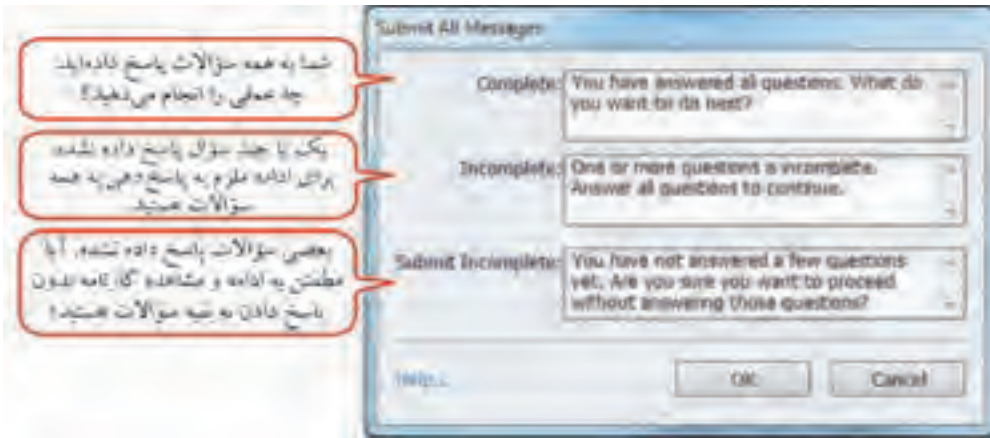 Submit All Messages
شما به همه سؤالات پاسخ داده‌اید.
چه عملی را انجام می‌دهید؟
Complete: You have answered all questions. What do
you want to do next?
یک یا چند سؤال پاسخ داده نشده.
برای ادامه ملزم به پاسخ‌دهی به همه
سؤالات هستید.
Incomplete: One or more questions a incomplete.
Answer all questions to continue.
بعضی سؤالات پاسخ داده نشده. آیا
مطمئن به ادامه و مشاهده کارنامه بدون
پاسخ دادن به بقیه سؤالات هستید؟
Submit Incomplete: You have not answered a few questions
yet. Are you sure you want to proceed
without answering those questions?
Help...
OK
Cancel